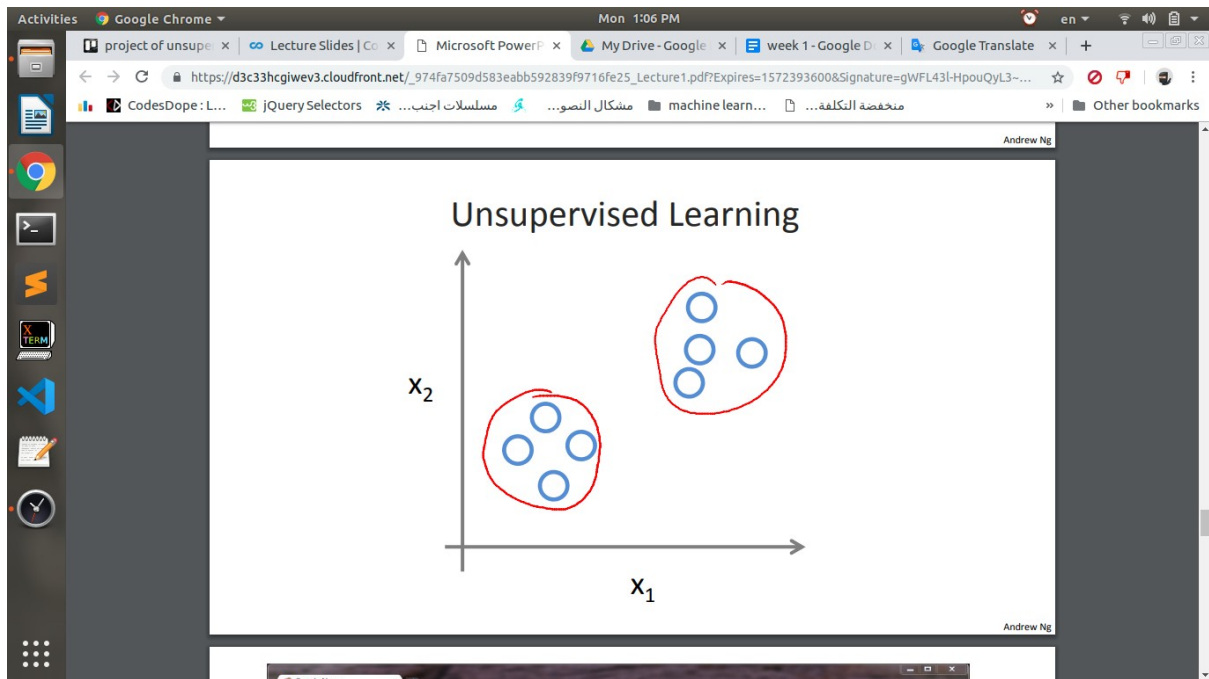 Activities Google Chrome Mon 1:06 PM en
project of unsupe Lecture Slides | Co Microsoft PowerP My Drive - Google week 1 - Google D Google Translate
https://d3c33hcgiwev3.cloudfront.net/_974fa7509d583eabb592839f9716fe25_Lecture1.pdf?Expires=1572393600&Signature=gWFL43l-HpouQyL3~...
CodesDope : L... jQuery Selectors مسلسلات اجنب... مشكال النصو... machine learn... منخفضة التكلفة... » Other bookmarks
Andrew Ng
Unsupervised Learning
x2
x1
Andrew Ng
X
TERM